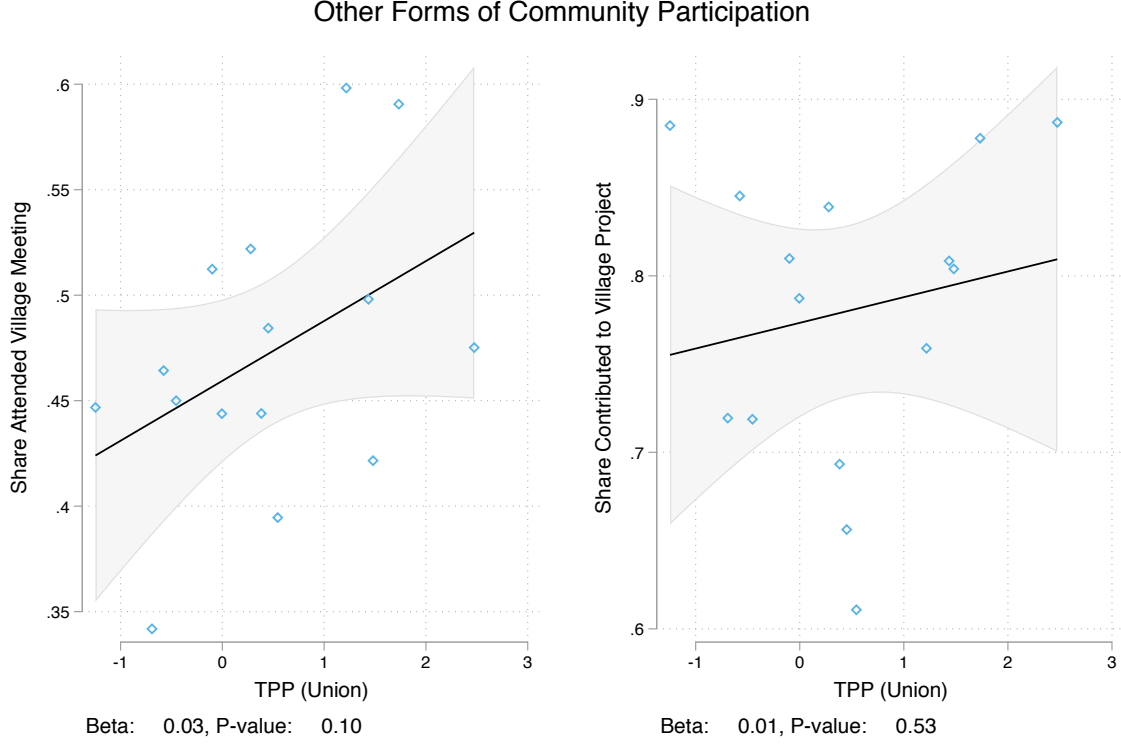 Other Forms of Community Participation
Share Attended Village Meeting
.6
.55
.5
.45
.4
.35
-1 0 1 2 3
TPP (Union)
Beta: 0.03, P-value: 0.10
Share Contributed to Village Project
.9
.8
.7
.6
-1 0 1 2 3
TPP (Union)
Beta: 0.01, P-value: 0.53